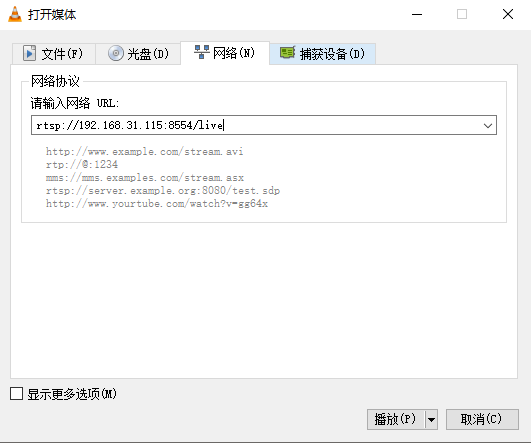 打开媒体
文件(F) 光盘(D) 网络(N) 捕获设备(D)
网络协议
请输入网络 URL:
rtsp://192.168.31.115:8554/live
http://www.example.com/stream.avi
rtp://@:1234
mms://mms.examples.com/stream.asx
rtsp://server.example.org:8080/test.sdp
http://www.yourtube.com/watch?v=gg64x
显示更多选项(M)
播放(P) 取消(C)